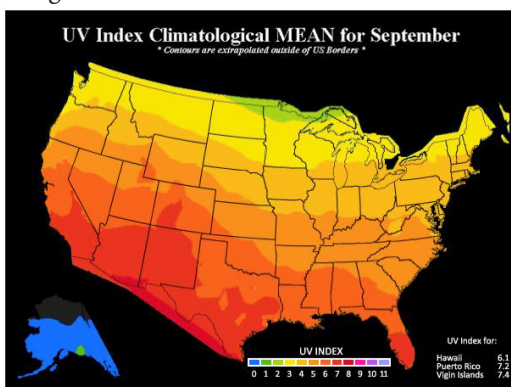 UV Index Climatological MEAN for September
* Contours are extrapolated outside of US Borders *
UV INDEX
0 1 2 3 4 5 6 7 8 9 10 11
UV Index for:
Hawaii 6.1
Puerto Rico 7.2
Vigin Islands 7.4